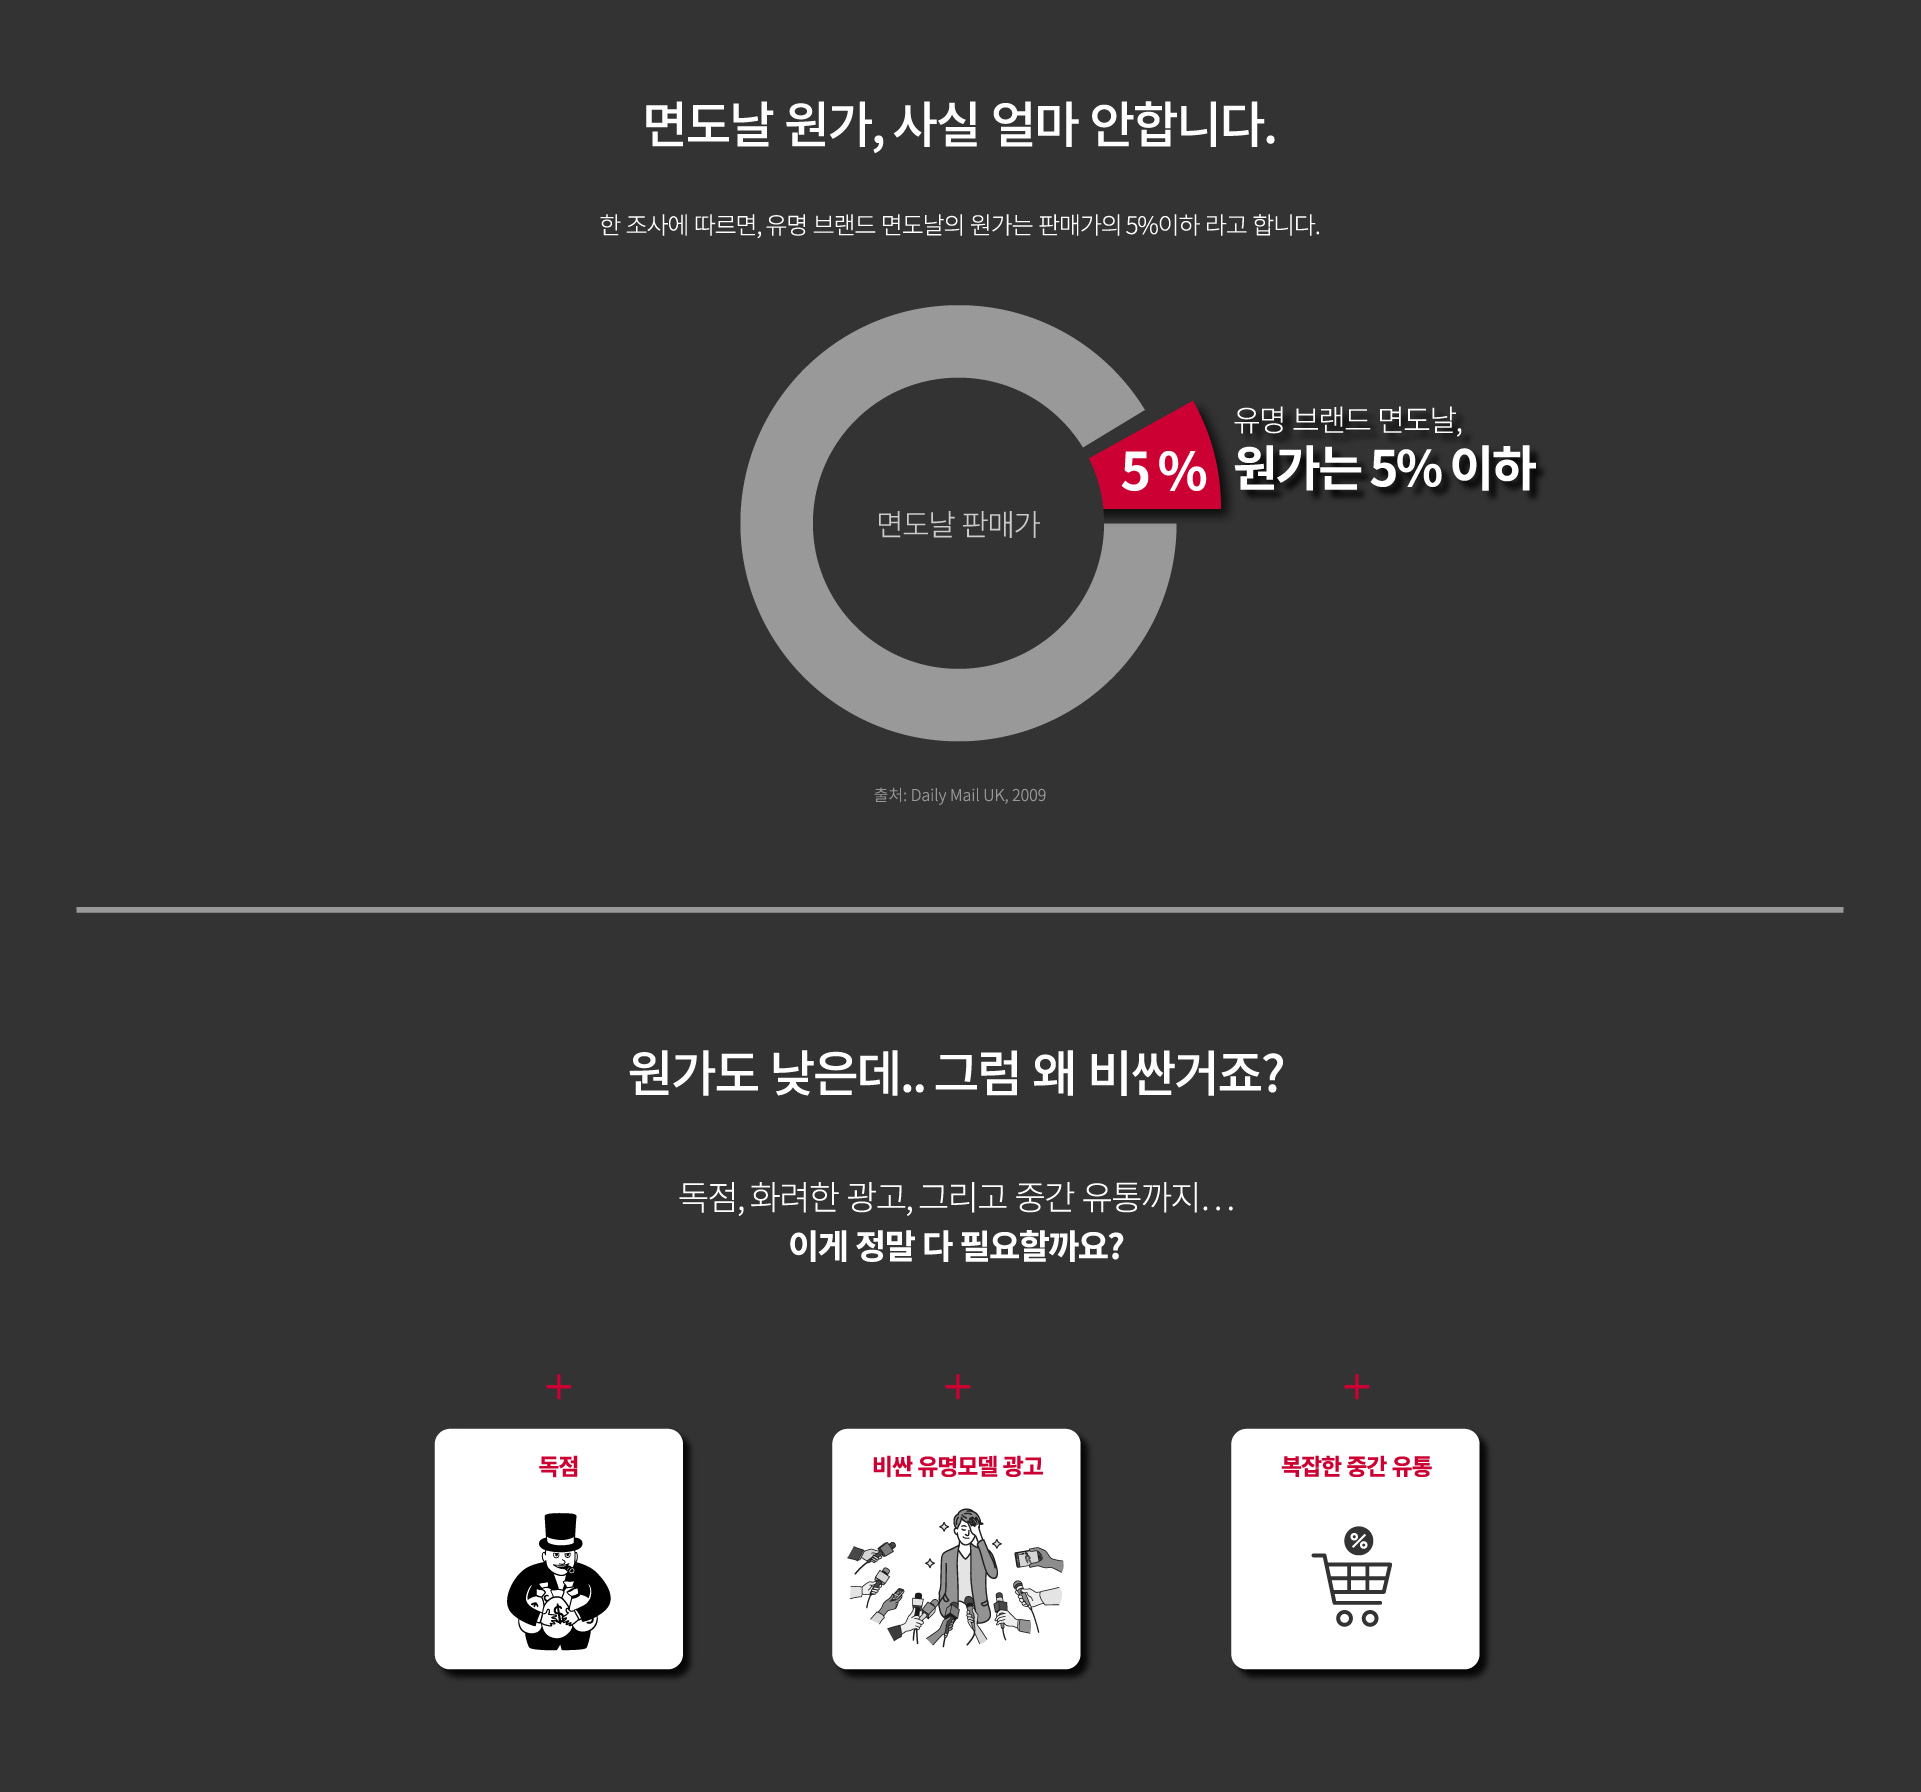 면도날 원가, 사실 얼마 안합니다.
한 조사에 따르면, 유명 브랜드 면도날의 원가는 판매가의 5%이하 라고 합니다.
유명 브랜드 면도날,
5%
원가는 5% 이하
면도날 판매가
출처: Daily Mail UK, 2009
원가도 낮은데.. 그럼 왜 비싼거죠?
독점, 화려한 광고, 그리고 중간 유통까지...
이게 정말 다 필요할까요?
독점
비싼 유명모델 광고
복잡한 중간 유통
%
$